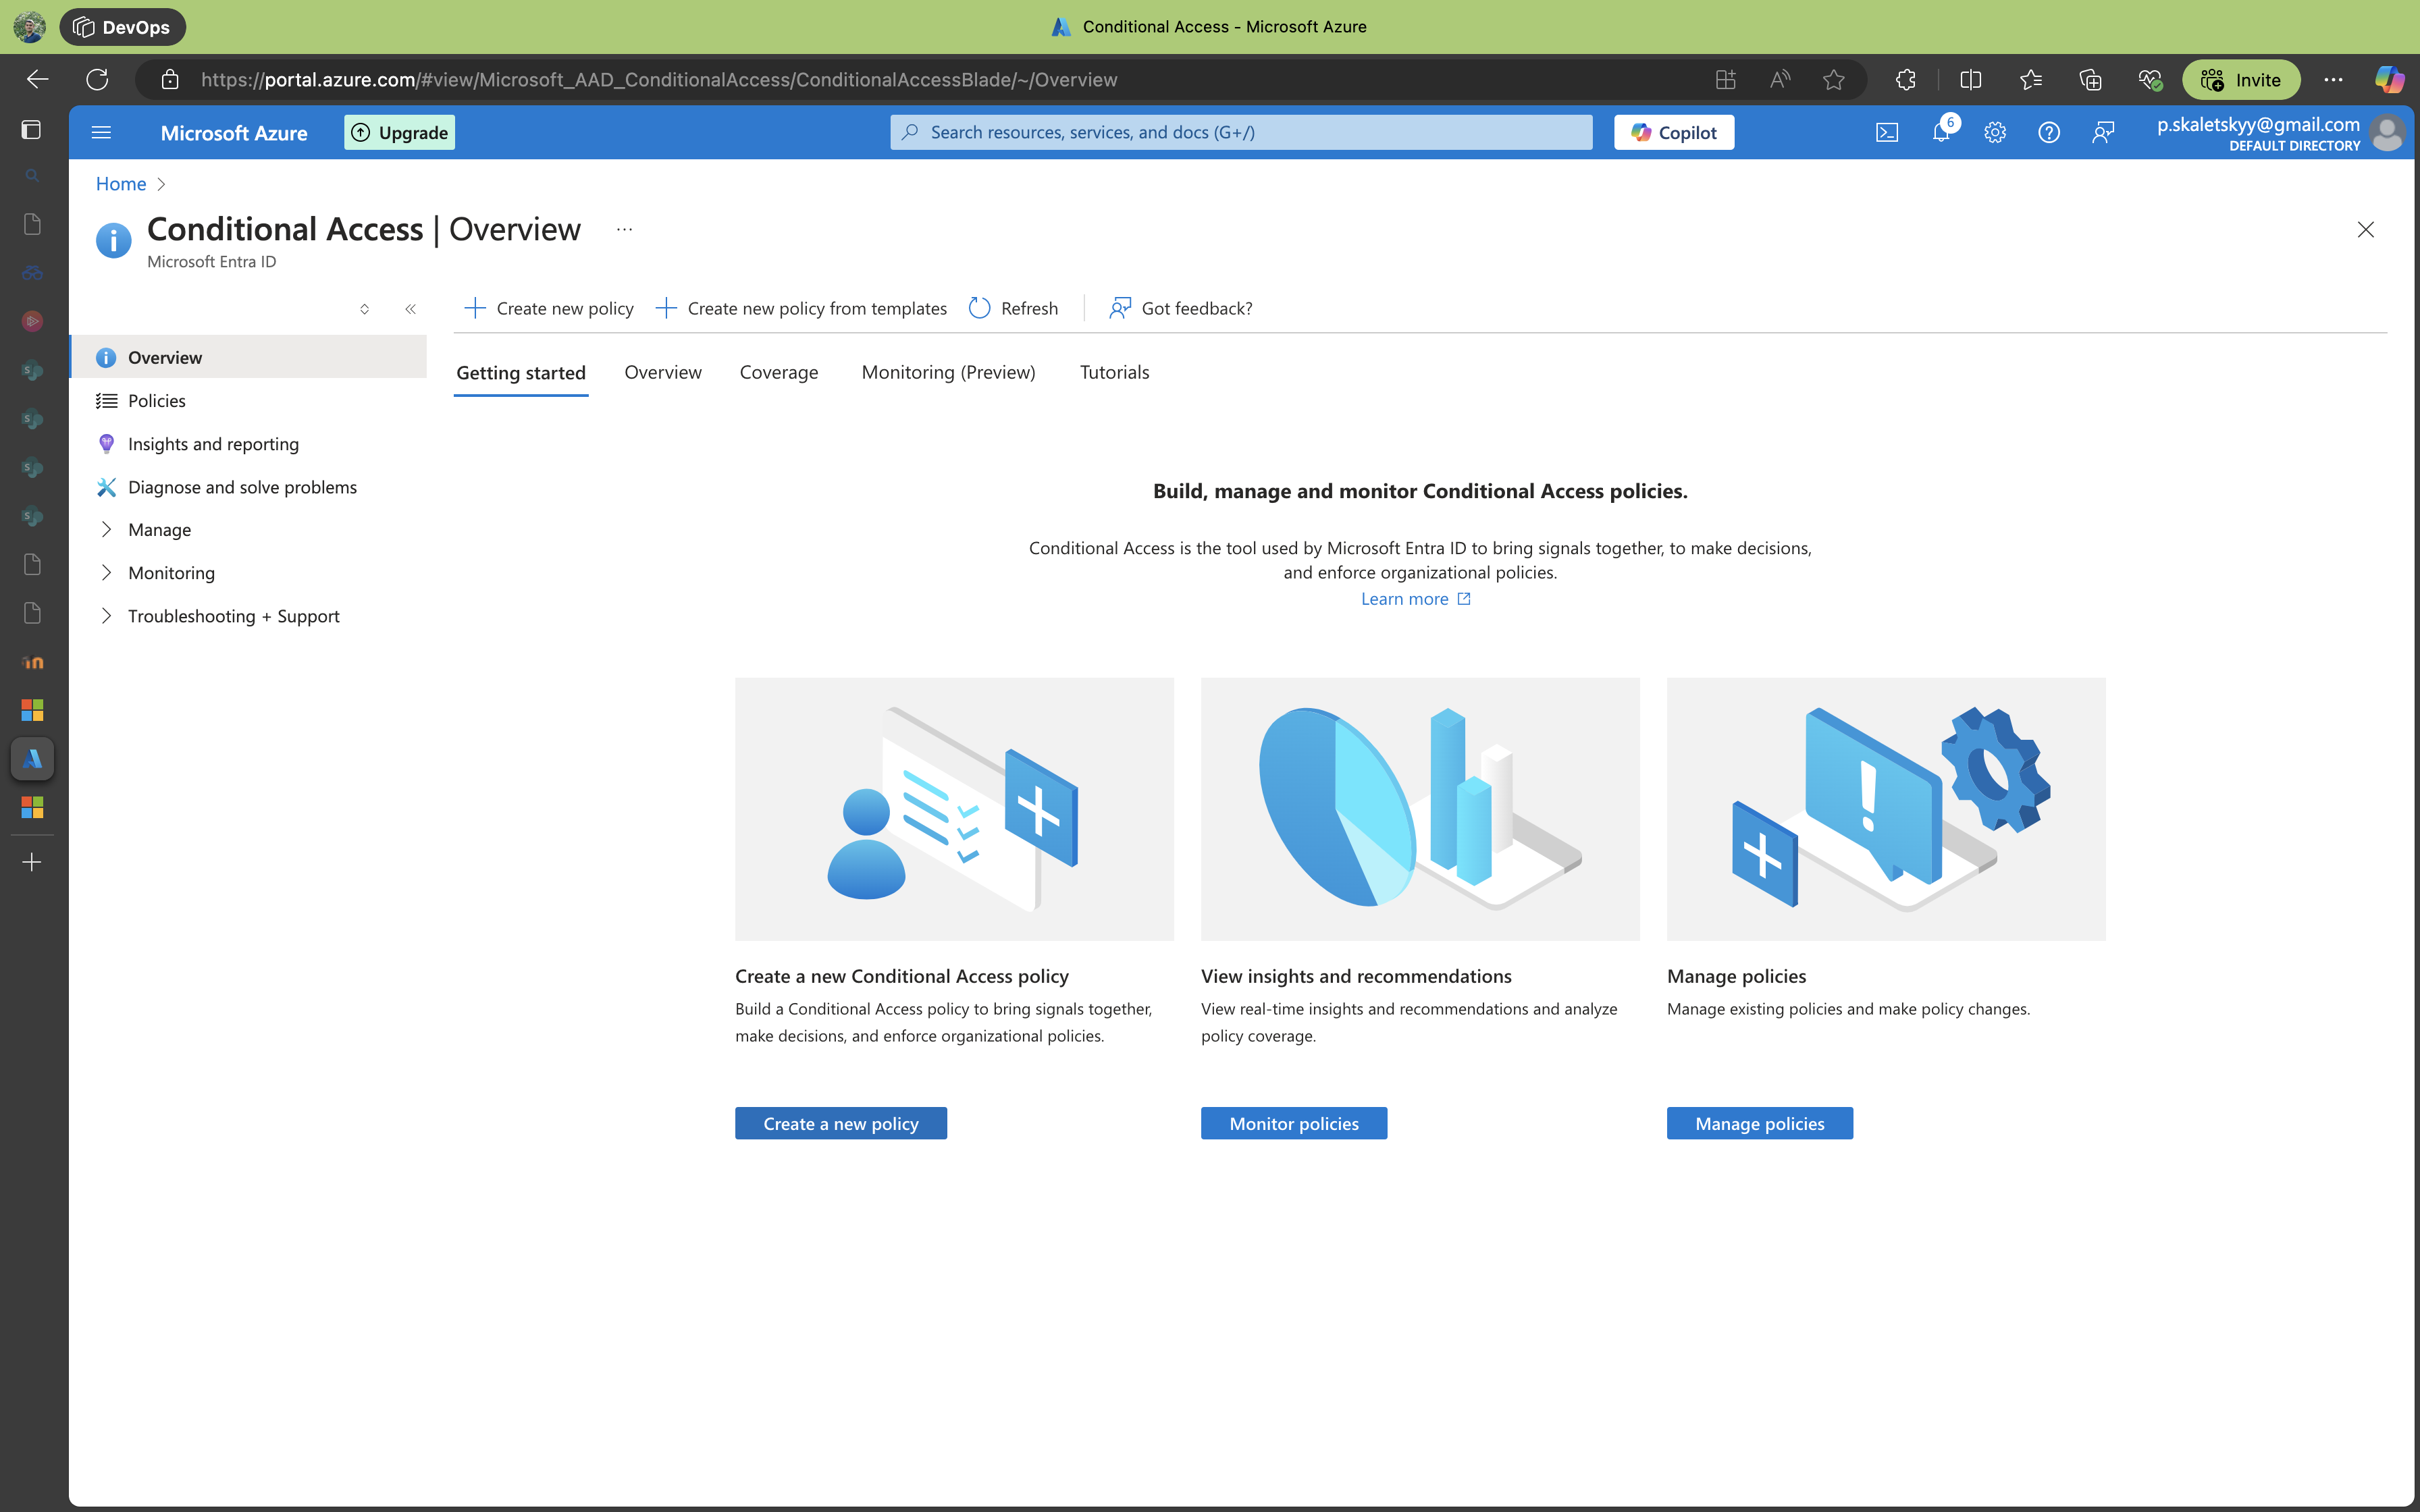 DevOps
Conditional Access - Microsoft Azure
https://portal.azure.com/#view/Microsoft_AAD_ConditionalAccess/ConditionalAccessBlade/~/Overview
Invite
Microsoft Azure
Upgrade
Search resources, services, and docs (G+/)
Copilot
6
p.skaletskyy@gmail.com
DEFAULT DIRECTORY
Home
Conditional Access | Overview
Microsoft Entra ID
Create new policy
Create new policy from templates
Refresh
Got feedback?
Overview
Policies
Insights and reporting
Diagnose and solve problems
Manage
Monitoring
Troubleshooting + Support
Getting started
Overview
Coverage
Monitoring (Preview)
Tutorials
Build, manage and monitor Conditional Access policies.
Conditional Access is the tool used by Microsoft Entra ID to bring signals together, to make decisions,
and enforce organizational policies.
Learn more
Create a new Conditional Access policy
Build a Conditional Access policy to bring signals together,
make decisions, and enforce organizational policies.
Create a new policy
View insights and recommendations
View real-time insights and recommendations and analyze
policy coverage.
Monitor policies
Manage policies
Manage existing policies and make policy changes.
Manage policies